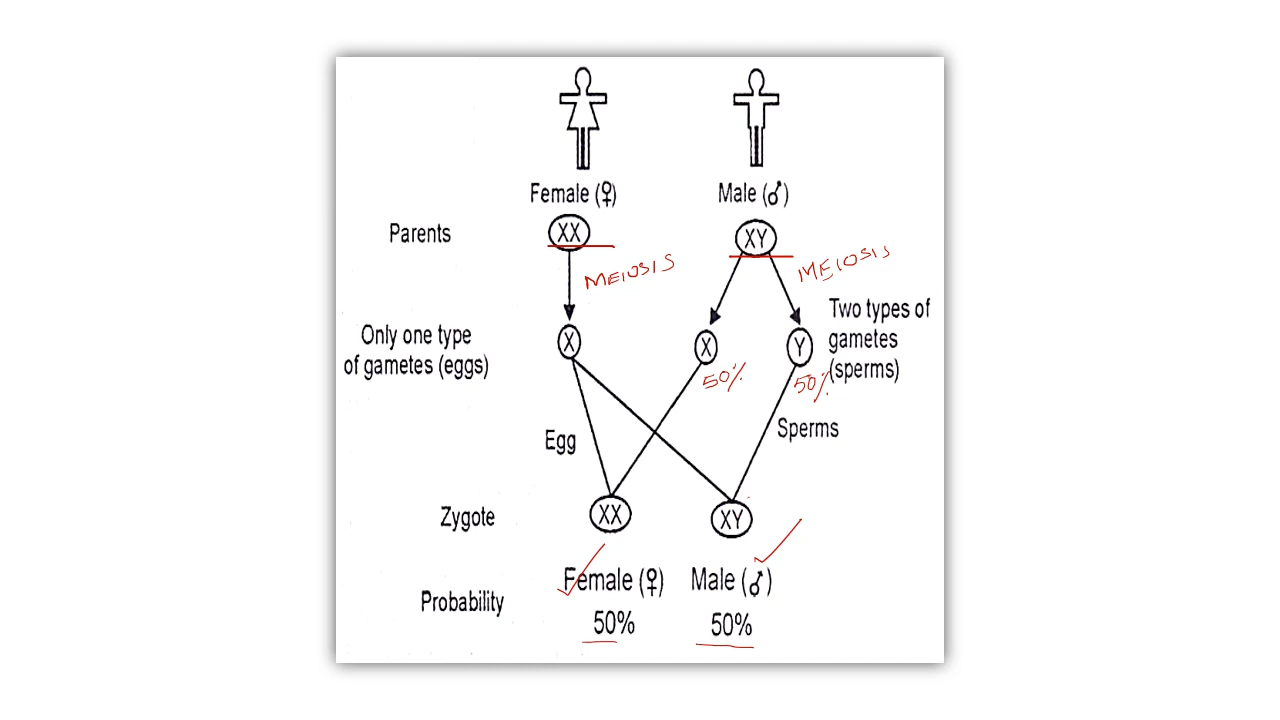 Female (♀)
Male (♂)
Parents
XX
XY
MEIOSIS
MEIOSIS
Only one type
of gametes (eggs)
X
X
Y
Two types of
gametes
(sperms)
50%
50%
Egg
Sperms
Zygote
XX
XY
Female (♀)
Male (♂)
Probability
50%
50%